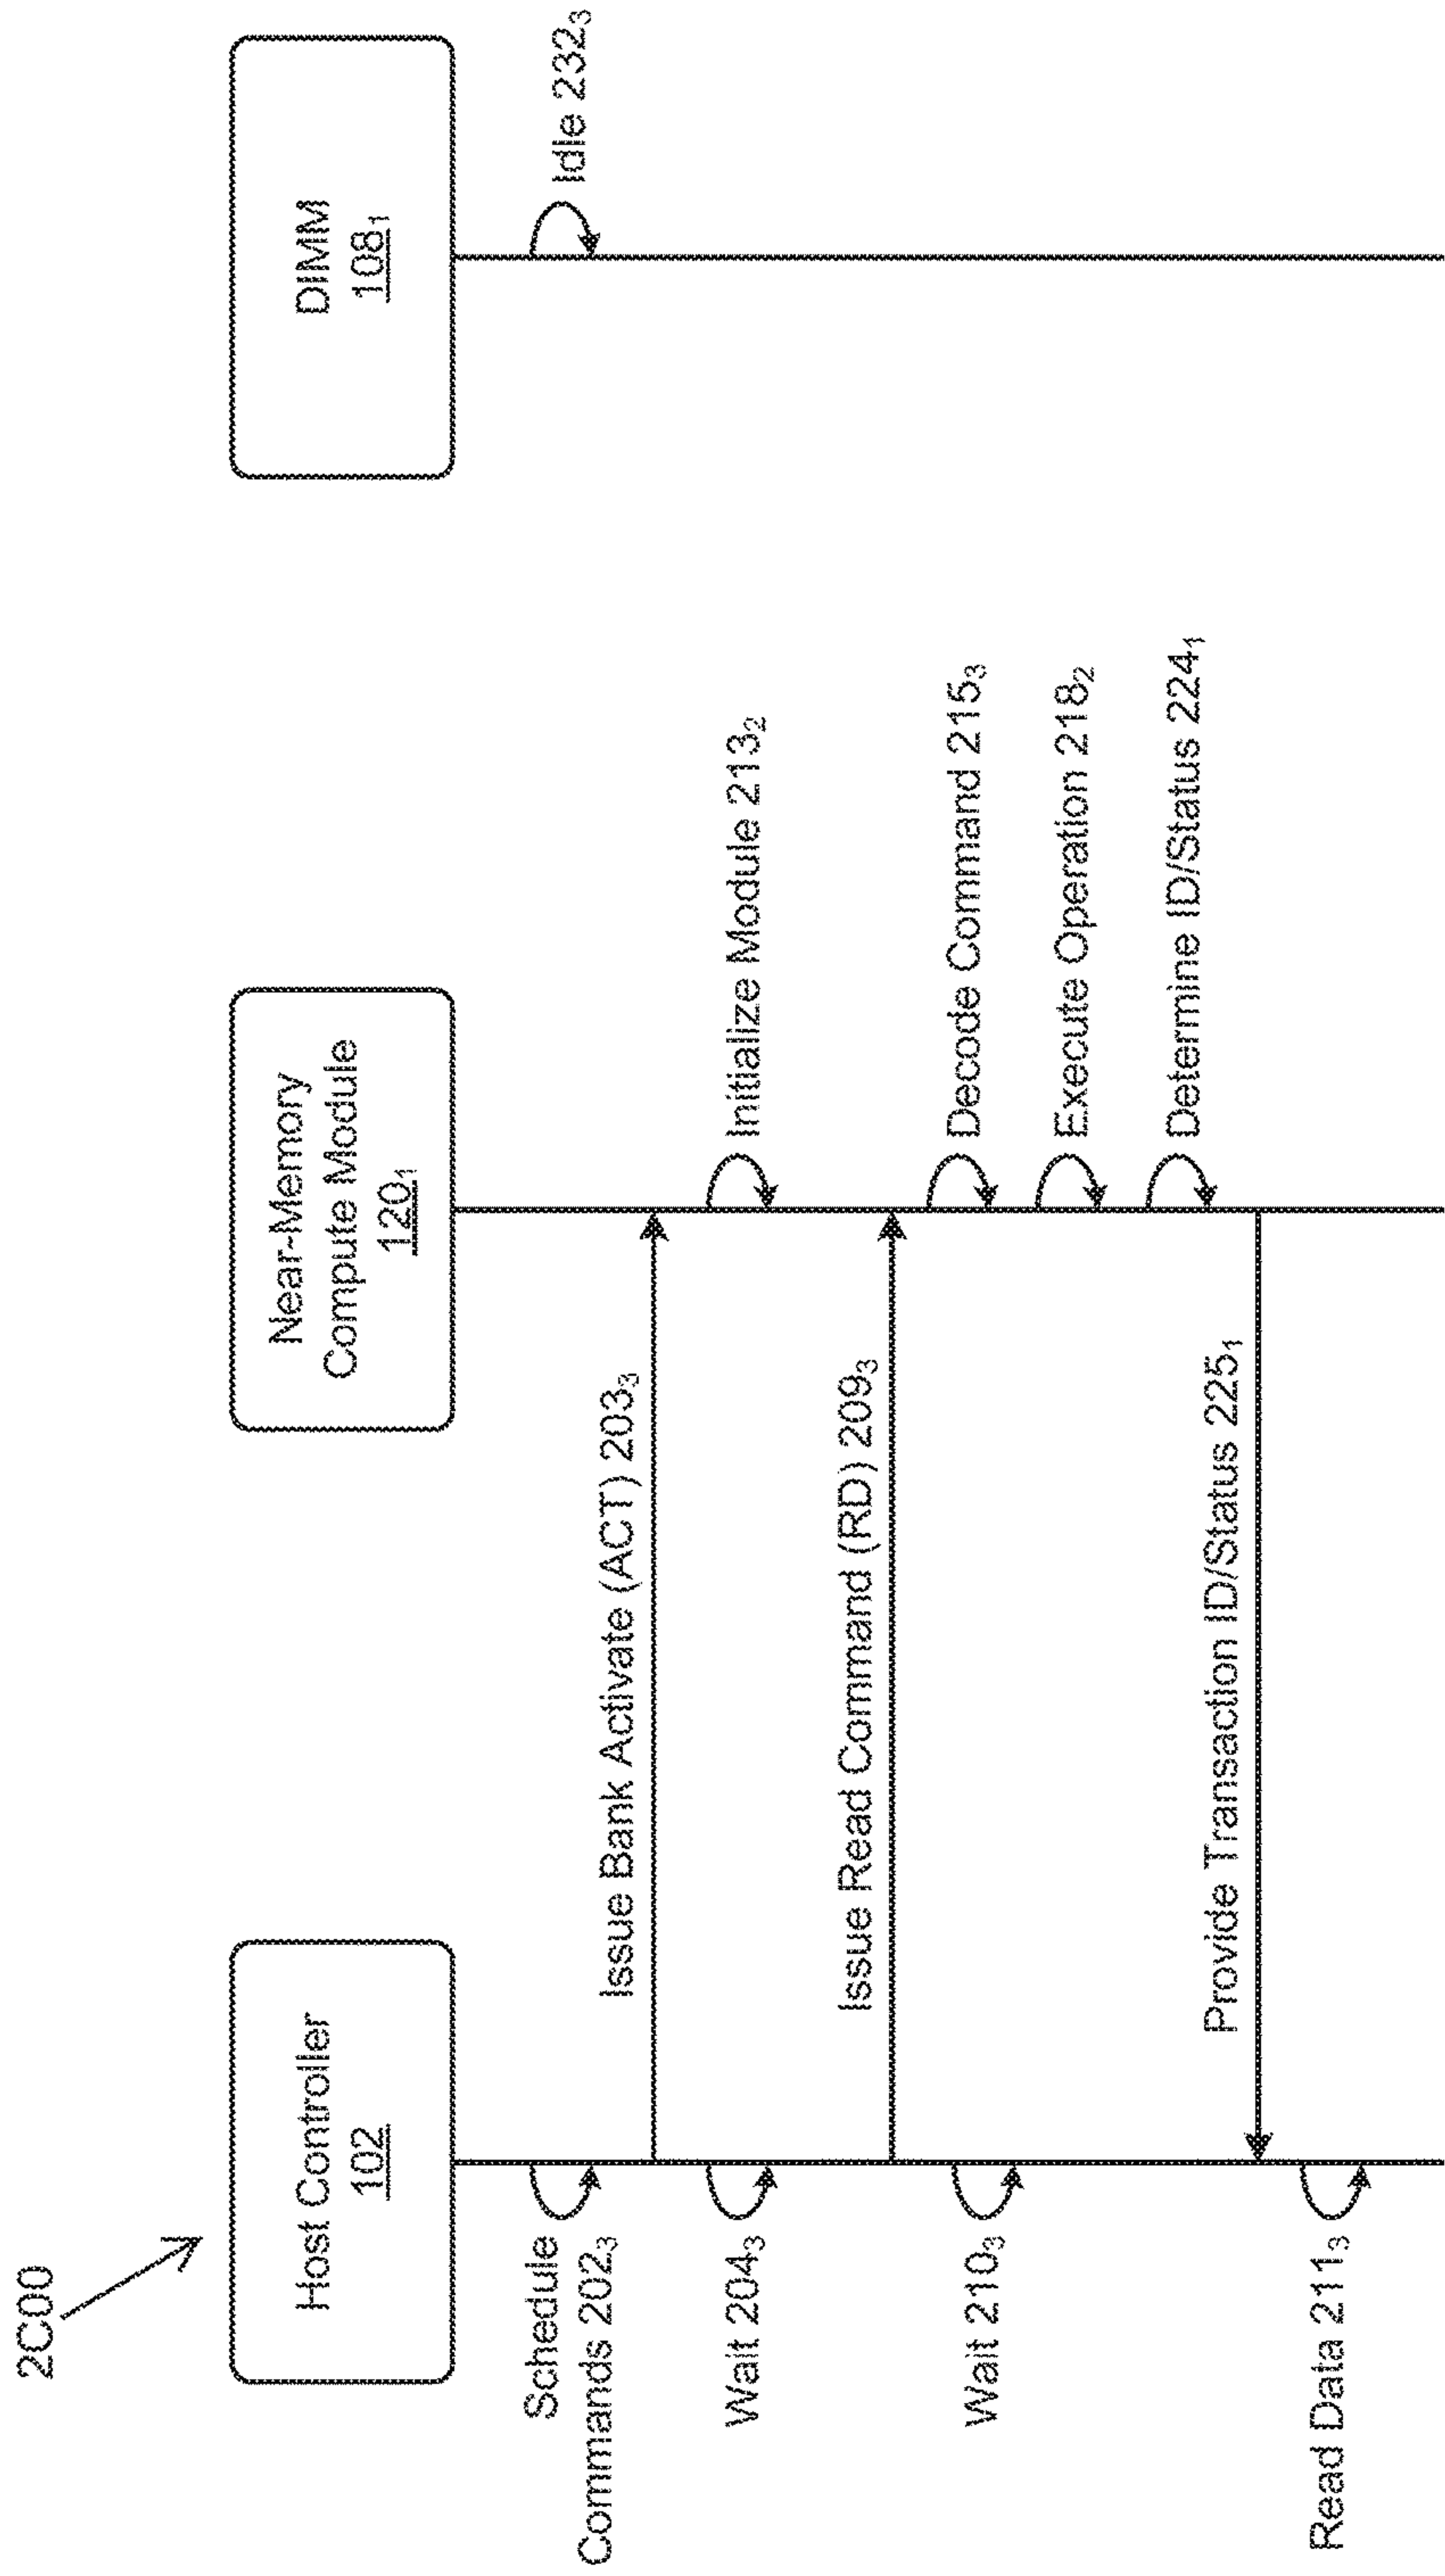 2C00
Host Controller
102
Near-Memory
Compute Module
120₁
DIMM
108₁
Schedule
Commands 202₃
Idle 232₃
Issue Bank Activate (ACT) 203₃
Wait 204₃
Initialize Module 213₂
Issue Read Command (RD) 209₃
Wait 210₃
Decode Command 215₃
Execute Operation 218₂
Determine ID/Status 224₁
Provide Transaction ID/Status 225₁
Read Data 211₃